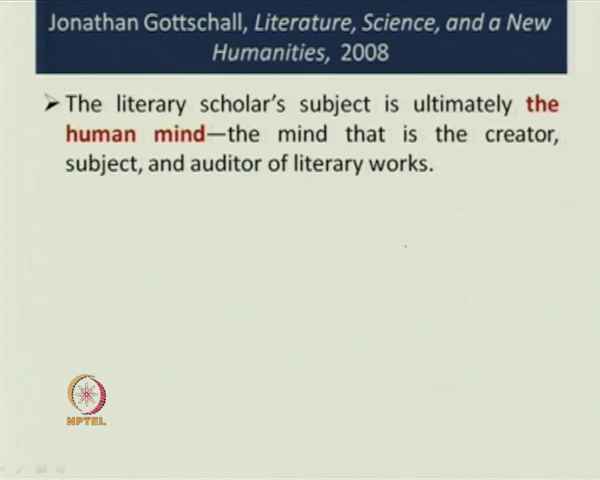 Jonathan Gottschall, Literature, Science, and a New
Humanities, 2008
➤ The literary scholar’s subject is ultimately the
human mind—the mind that is the creator,
subject, and auditor of literary works.
NPTEL